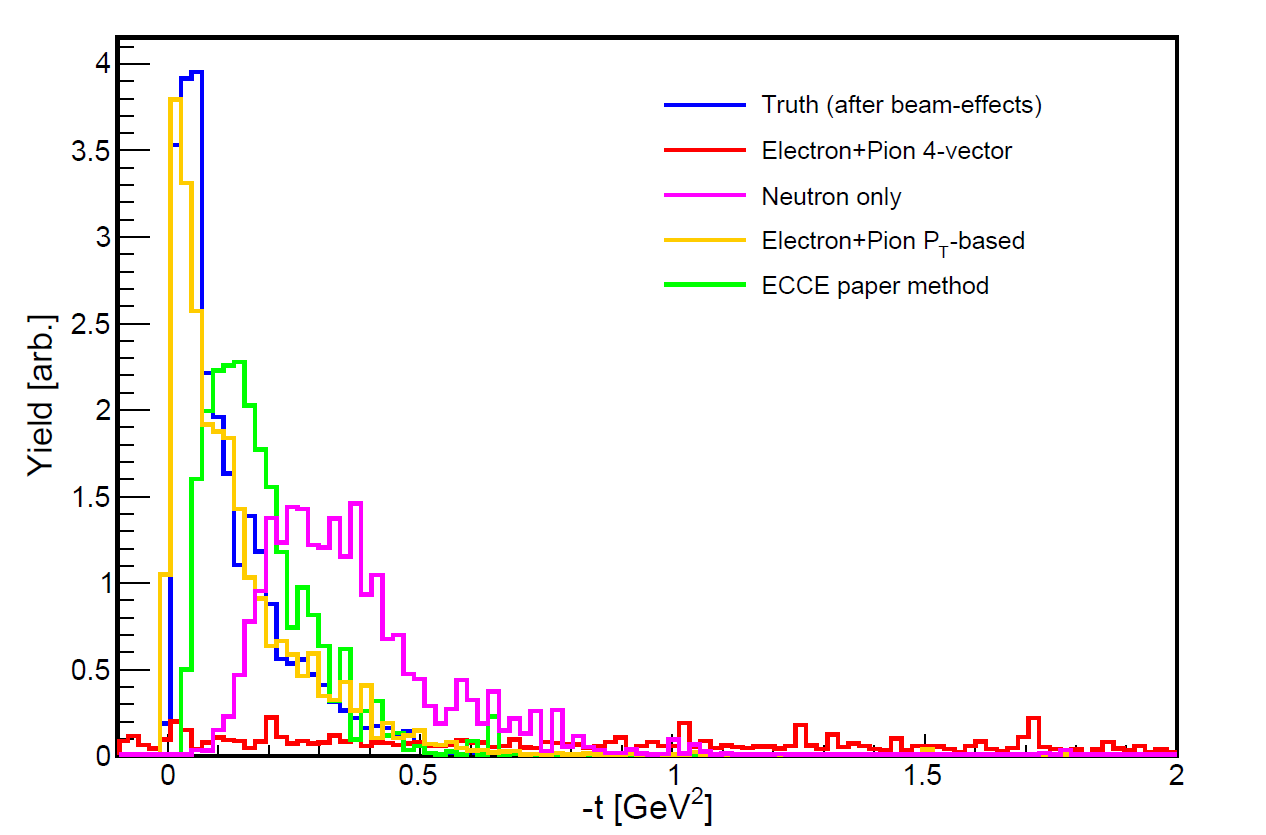 4
3.5
3
2.5
2
1.5
1
0.5
0
Yield [arb.]
Truth (after beam-effects)
Electron+Pion 4-vector
Neutron only
Electron+Pion P_T-based
ECCE paper method
0 0.5 1 1.5 2
-t [GeV²]